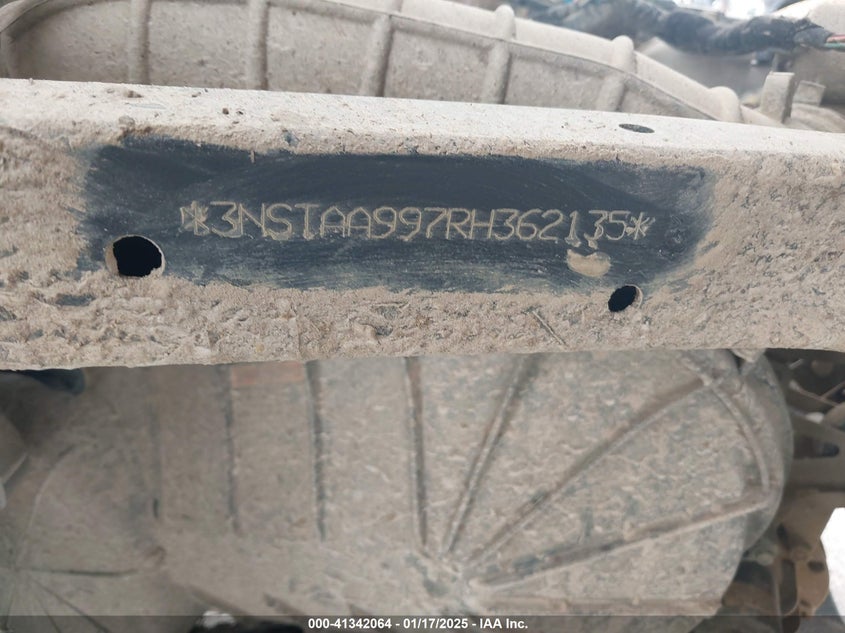 *3NSTAA997RH362135*
000-41342064 - 01/17/2025 - IAA Inc.